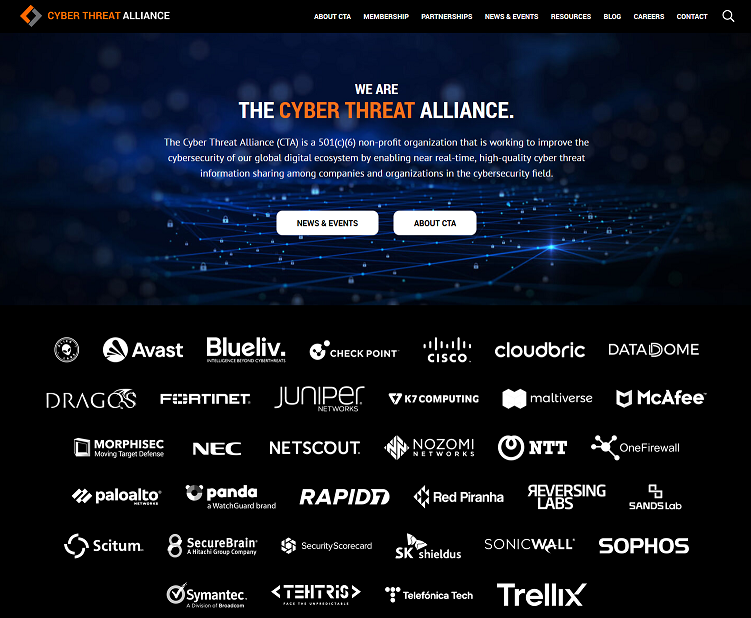 CYBER THREAT ALLIANCE
ABOUT CTA MEMBERSHIP PARTNERSHIPS NEWS & EVENTS RESOURCES BLOG CAREERS CONTACT
WE ARE
THE CYBER THREAT ALLIANCE.
The Cyber Threat Alliance (CTA) is a 501(c)(6) non-profit organization that is working to improve the
cybersecurity of our global digital ecosystem by enabling near real-time, high-quality cyber threat
information sharing among companies and organizations in the cybersecurity field.
NEWS & EVENTS ABOUT CTA
Avast Blueliv. CHECK POINT cloudbric DATADOME
INTELLIGENCE BEYOND CYBERTHREATS CISCO
DRAGOS FORTINET JUNIPER K7 COMPUTING maltiverse McAfee™
NETWORKS
MORPHISEC NEC NETSCOUT NOZOMI NTT OneFirewall
Moving Target Defense NETWORKS
paloalto panda RAPID7 Red Piranha REVERSING
NETWORKS a WatchGuard brand LABS SANDS Lab
Scitum SecureBrain SecurityScorecard SK SONICWALL SOPHOS
A Hitachi Group Company shieldus
Symantec. TEHTRIS Telefónica Tech Trellix
A Division of Broadcom FACE THE UNPREDICTABLE